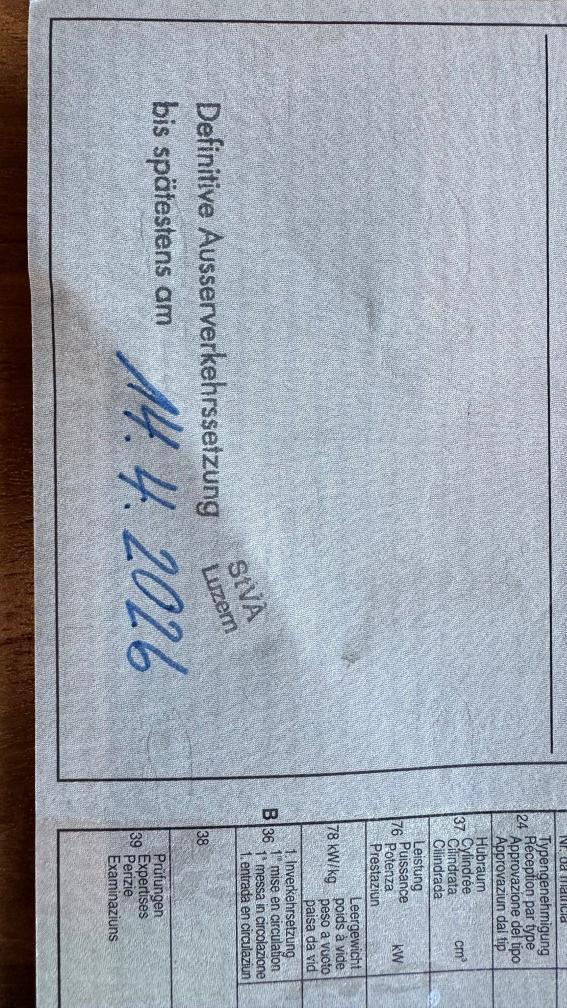 Definitive Ausserverkehrssetzung
bis spätestens am 14.4.2026
StVA
Luzern
24 Typengenehmigung
Réception par type
Approvazione del tipo
Approvaziun dal tip
Hubraum
37 Cylindrée cm³
Cilindrata
Cilindrada
Leistung
76 Puissance kW
Potenza
Prestaziun
Leergewicht
78 kW/kg poids à vide
peso a vuoto
paisa da vid
1. Inverkehrsetzung
B 36 1re mise en circulation
1a messa in circolazione
1. entrada en circulaziun
38
Prüfungen
39 Expertises
Perizie
Examinaziuns